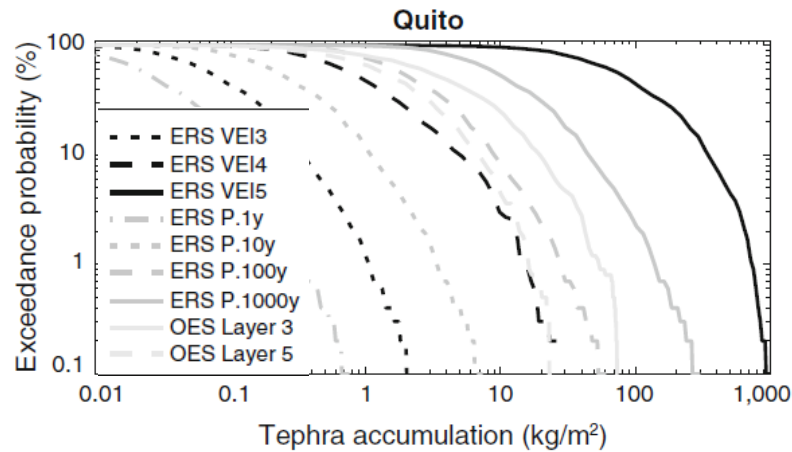 Quito
Exceedance probability (%)
100
10
1
0.1
ERS VEI3
ERS VEI4
ERS VEI5
ERS P.1y
ERS P.10y
ERS P.100y
ERS P.1000y
OES Layer 3
OES Layer 5
0.01 0.1 1 10 100 1,000
Tephra accumulation (kg/m²)